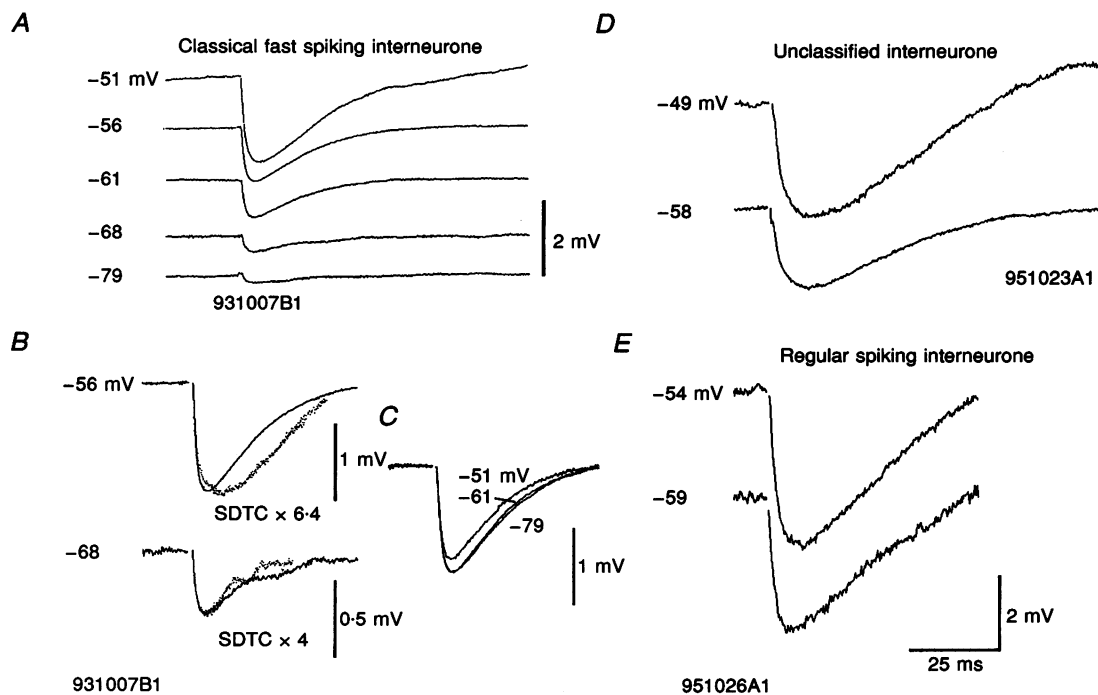 A
Classical fast spiking interneurone
−51 mV
−56
−61
−68
−79
2 mV
931007B1
B
−56 mV
1 mV
SDTC × 6·4
−68
0·5 mV
SDTC × 4
931007B1
C
−51 mV
−61
−79
1 mV
D
Unclassified interneurone
−49 mV
−58
951023A1
E
Regular spiking interneurone
−54 mV
−59
2 mV
25 ms
951026A1